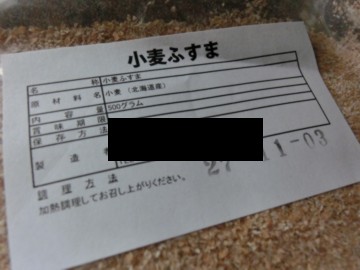 小麦ふすま
名称 小麦ふすま
原材料名 小麦（北海道産）
内容量 500グラム
賞味期限
保存方法
製造者
27 11-03
調理方法
加熱調理してお召し上がりください。